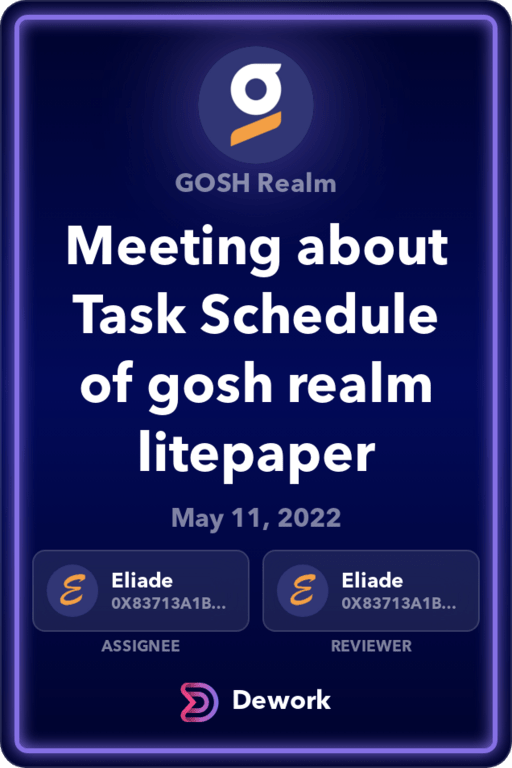 GOSH Realm
Meeting about
Task Schedule
of gosh realm
litepaper
May 11, 2022
Eliade
0X83713A1B...
ASSIGNEE
Eliade
0X83713A1B...
REVIEWER
Dework